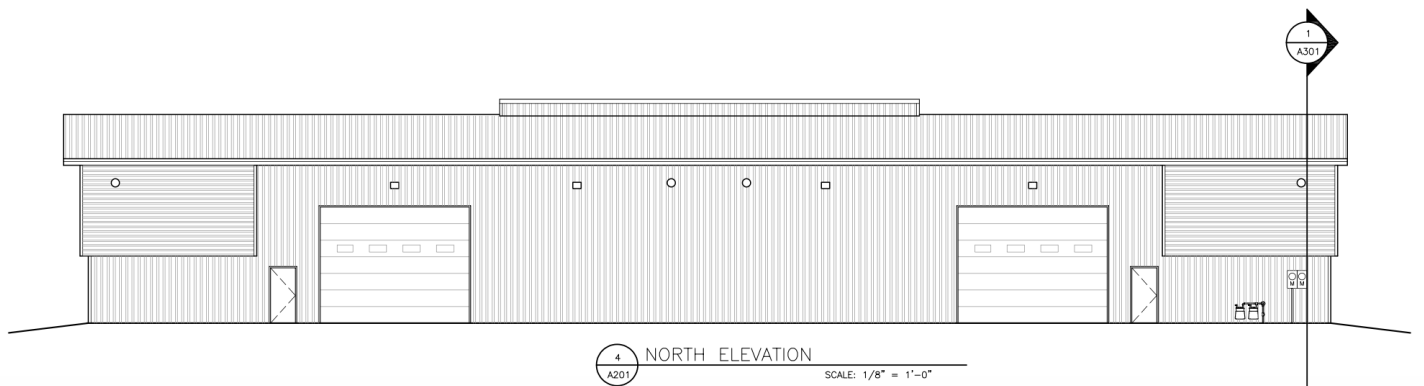 1
A301
M M
4
A201
NORTH ELEVATION
SCALE: 1/8" = 1'-0"